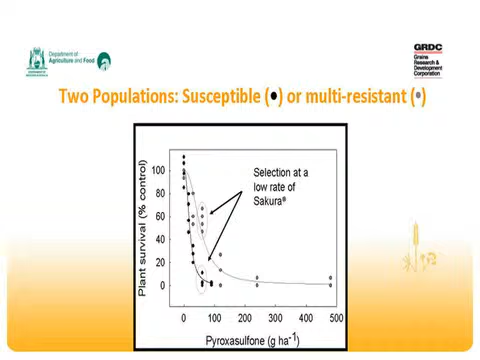 Department of
Agriculture and Food
GRDC
Grains
Research &
Development
Corporation
Two Populations: Susceptible (●) or multi-resistant (●)
Selection at a
low rate of
Sakura®
Plant survival (% control)
100
80
60
40
20
0
0 100 200 300 400 500
Pyroxasulfone (g ha⁻¹)